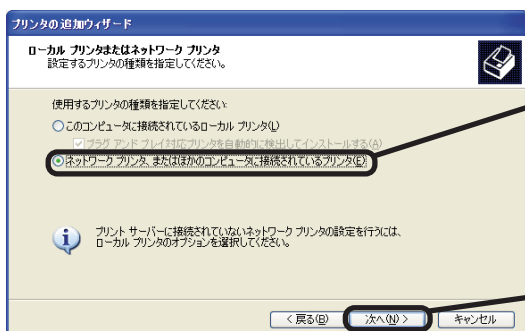 プリンタの追加ウィザード
ローカル プリンタまたはネットワーク プリンタ
設定するプリンタの種類を指定してください。
使用するプリンタの種類を指定してください:
このコンピュータに接続されているローカル プリンタ(L)
プラグ アンド プレイ対応プリンタを自動的に検出してインストールする(A)
ネットワーク プリンタ、またはほかのコンピュータに接続されているプリンタ(E)
プリント サーバーに接続されていないネットワーク プリンタの設定を行うには、
ローカル プリンタのオプションを選択してください。
< 戻る(B) 次へ(N) > キャンセル